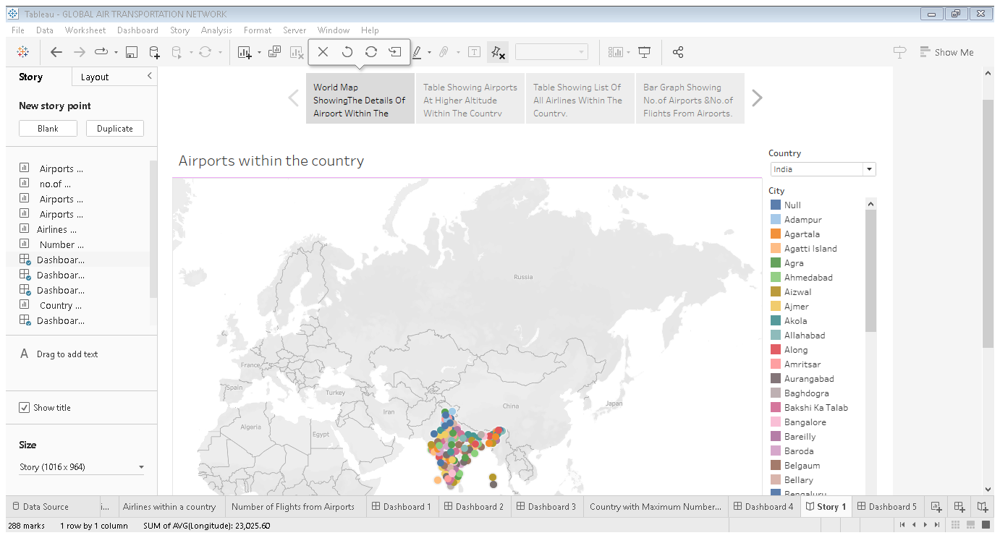 Tableau - GLOBAL AIR TRANSPORTATION NETWORK
File Data Worksheet Dashboard Story Analysis Format Server Window Help
Show Me
Story Layout
New story point
Blank Duplicate
Airports ...
no.of ...
Airports ...
Airports ...
Airlines ...
Number ...
Dashboar...
Dashboar...
Dashboar...
Country ...
Dashboar...
A Drag to add text
Show title
Size
Story (1016 x 964)
World Map
ShowingThe Details Of
Airport Within The
Table Showing Airports
At Higher Altitude
Within The Country
Table Showing List Of
All Airlines Within The
Country.
Bar Graph Showing
No.of Airports &No.of
Flights From Airports.
Airports within the country
Russia
France
Spain
Turkey
China
Japan
Iran
Algeria
Egypt
Country
India
City
Null
Adampur
Agartala
Agatti Island
Agra
Ahmedabad
Aizwal
Ajmer
Akola
Allahabad
Along
Amritsar
Aurangabad
Baghdogra
Bakshi Ka Talab
Bangalore
Bareilly
Baroda
Belgaum
Bellary
Bengaluru
Data Source i... Airlines within a country Number of Flights from Airports Dashboard 1 Dashboard 2 Dashboard 3 Country with Maximum Number... Dashboard 4 Story 1 Dashboard 5
288 marks 1 row by 1 column SUM of AVG(Longitude): 23,025.60